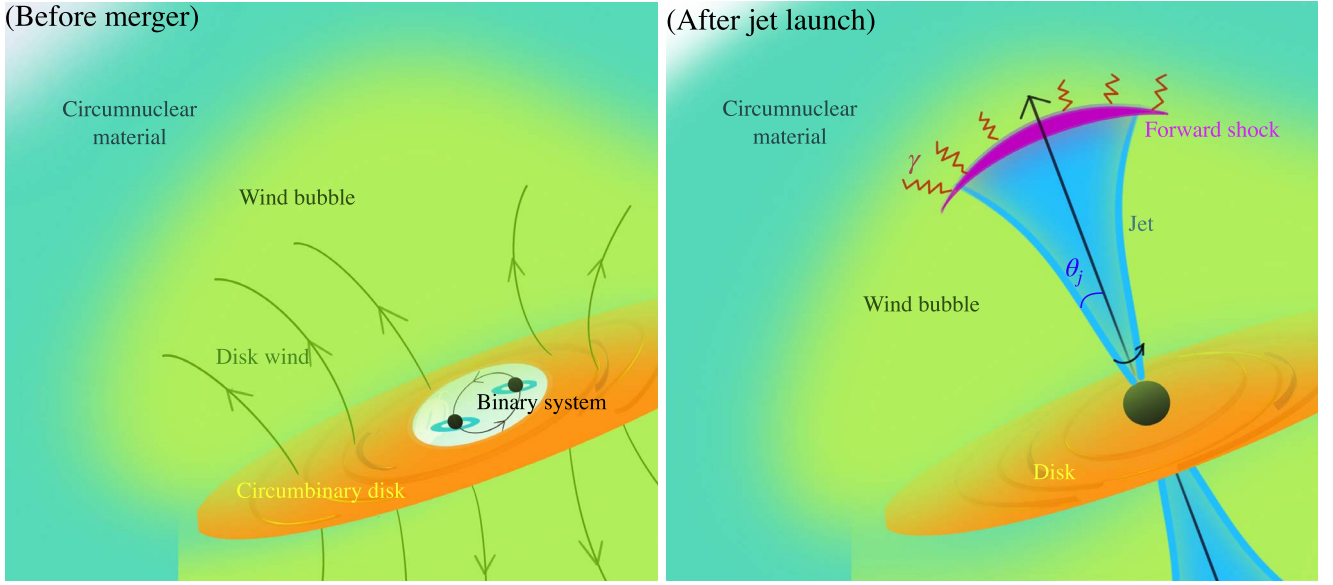 (Before merger)
Circumnuclear
material
Wind bubble
Disk wind
Binary system
Circumbinary disk
(After jet launch)
Circumnuclear
material
Forward shock
γ
Jet
θj
Wind bubble
Disk